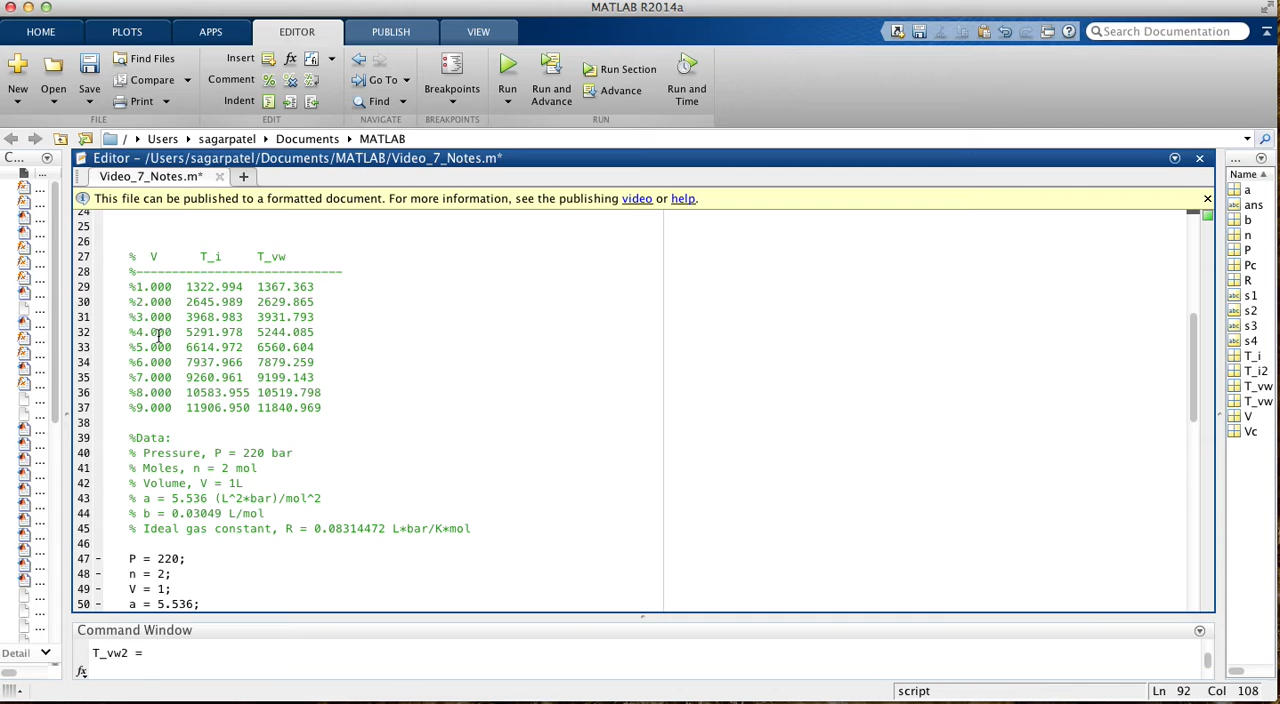 MATLAB R2014a
HOME PLOTS APPS EDITOR PUBLISH VIEW
Search Documentation
New Open Save
Find Files
Compare
Print
FILE
Insert fx
Comment %
Indent
EDIT
Go To
Find
NAVIGATE
Breakpoints
BREAKPOINTS
Run
Run and Advance
Run Section
Advance
Run and Time
RUN
/ Users sagarpatel Documents MATLAB
C...
Editor - /Users/sagarpatel/Documents/MATLAB/Video_7_Notes.m*
...
Video_7_Notes.m* × +
This file can be published to a formatted document. For more information, see the publishing video or help.
24
25
26
27 % V T_i T_vw
28 %-----------------------------
29 %1.000 1322.994 1367.363
30 %2.000 2645.989 2629.865
31 %3.000 3968.983 3931.793
32 %4.000 5291.978 5244.085
33 %5.000 6614.972 6560.604
34 %6.000 7937.966 7879.259
35 %7.000 9260.961 9199.143
36 %8.000 10583.955 10519.798
37 %9.000 11906.950 11840.969
38
39 %Data:
40 % Pressure, P = 220 bar
41 % Moles, n = 2 mol
42 % Volume, V = 1L
43 % a = 5.536 (L^2*bar)/mol^2
44 % b = 0.03049 L/mol
45 % Ideal gas constant, R = 0.08314472 L*bar/K*mol
46
47 - P = 220;
48 - n = 2;
49 - V = 1;
50 - a = 5.536;
Name
a
ans
b
n
P
Pc
R
s1
s2
s3
s4
T_i
T_i2
T_vw
T_vw
V
Vc
Command Window
T_vw2 =
fx
Detail
script
Ln 92 Col 108